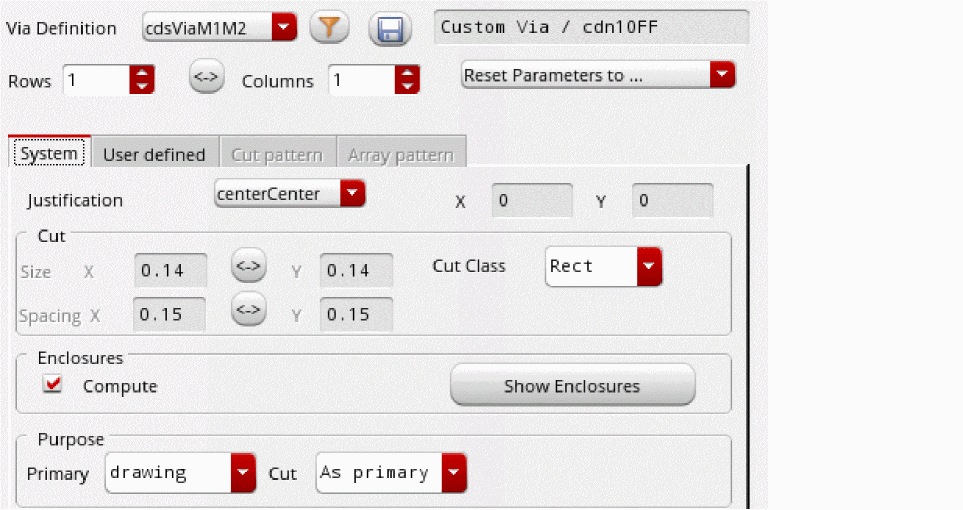 Via Definition cdsViaM1M2 Custom Via / cdn10FF
Rows 1 <-> Columns 1 Reset Parameters to ...
System User defined Cut pattern Array pattern
Justification centerCenter X 0 Y 0
Cut
Size X 0.14 <-> Y 0.14 Cut Class Rect
Spacing X 0.15 <-> Y 0.15
Enclosures
Compute Show Enclosures
Purpose
Primary drawing Cut As primary